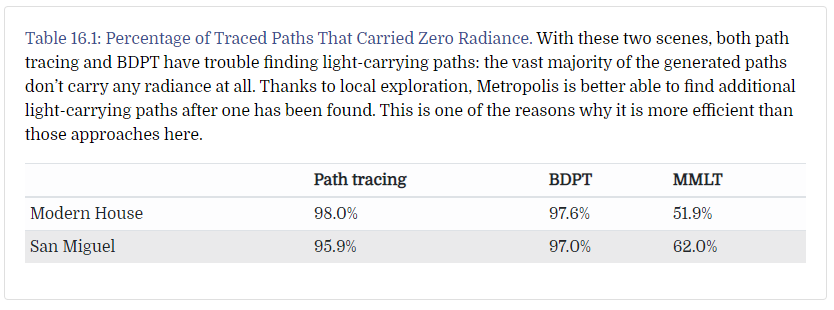 Table 16.1: Percentage of Traced Paths That Carried Zero Radiance. With these two scenes, both path
tracing and BDPT have trouble finding light-carrying paths: the vast majority of the generated paths
don’t carry any radiance at all. Thanks to local exploration, Metropolis is better able to find additional
light-carrying paths after one has been found. This is one of the reasons why it is more efficient than
those approaches here.
Path tracing BDPT MMLT
Modern House 98.0% 97.6% 51.9%
San Miguel 95.9% 97.0% 62.0%